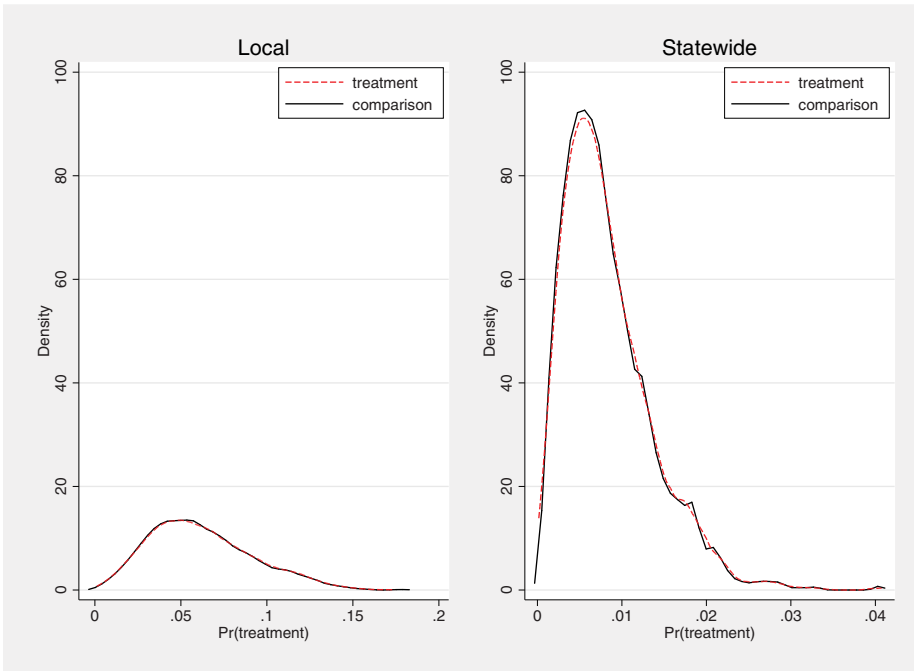 Local
treatment
comparison
Density
100
80
60
40
20
0
0 .05 .1 .15 .2
Pr(treatment)
Statewide
treatment
comparison
Density
100
80
60
40
20
0
0 .01 .02 .03 .04
Pr(treatment)